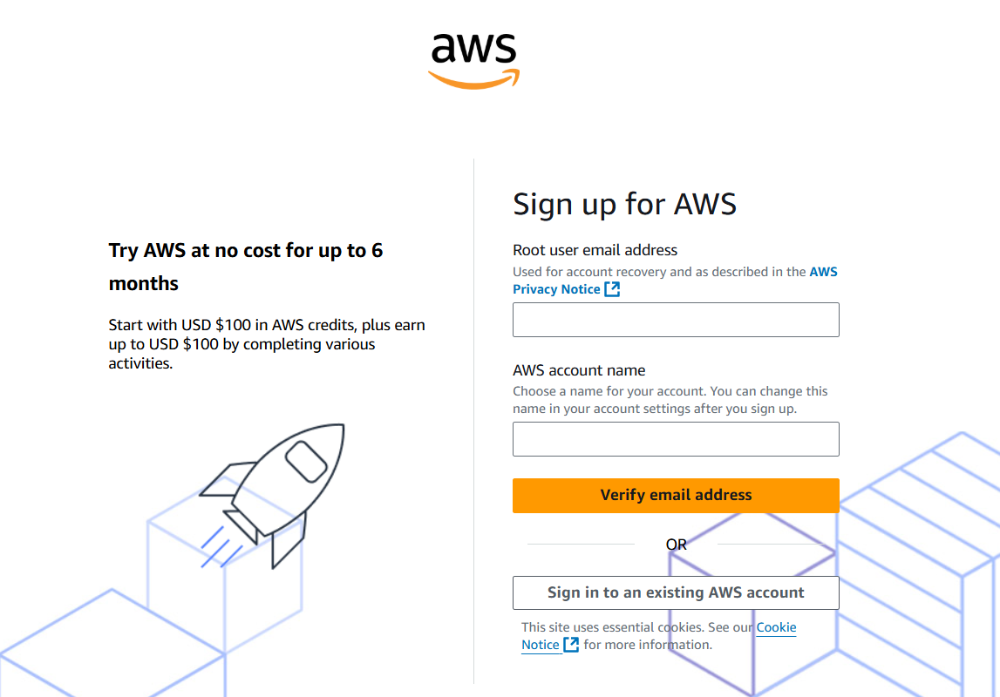 aws
Try AWS at no cost for up to 6
months
Start with USD $100 in AWS credits, plus earn
up to USD $100 by completing various
activities.
Sign up for AWS
Root user email address
Used for account recovery and as described in the AWS
Privacy Notice
AWS account name
Choose a name for your account. You can change this
name in your account settings after you sign up.
Verify email address
OR
Sign in to an existing AWS account
This site uses essential cookies. See our Cookie
Notice for more information.